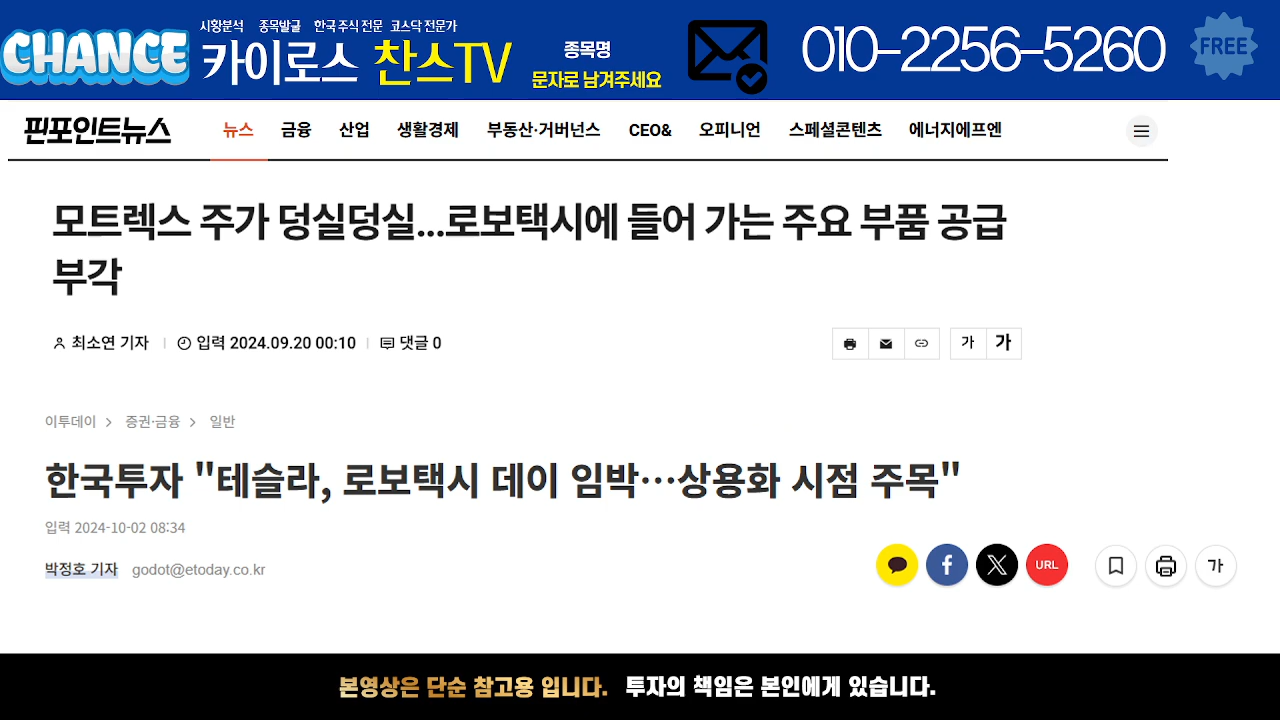 CHANCE
시황분석 종목발굴 한국 주식 전문 코스닥 전문가
카이로스 찬스TV
종목명
문자로 남겨주세요
010-2256-5260
FREE
핀포인트뉴스
뉴스 금융 산업 생활경제 부동산·거버넌스 CEO& 오피니언 스페셜콘텐츠 에너지에프엔
모트렉스 주가 덩실덩실...로보택시에 들어 가는 주요 부품 공급
부각
최소연 기자 입력 2024.09.20 00:10 댓글 0
가 가
이투데이 > 증권·금융 > 일반
한국투자 "테슬라, 로보택시 데이 임박…상용화 시점 주목"
입력 2024-10-02 08:34
박정호 기자 godot@etoday.co.kr
URL
가
본영상은 단순 참고용 입니다. 투자의 책임은 본인에게 있습니다.